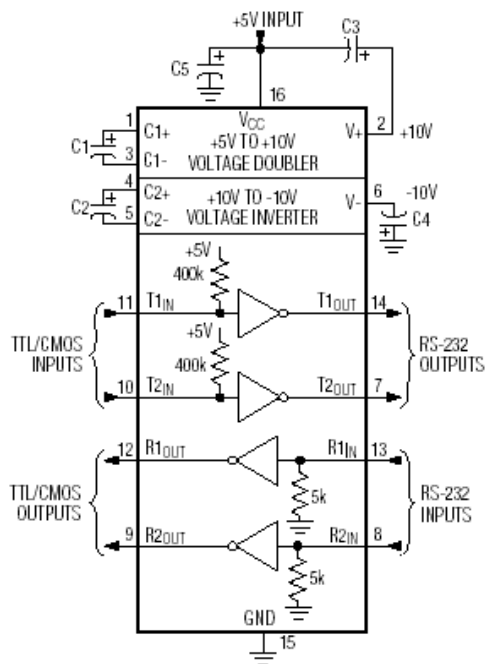 +5V INPUT
C3
+
C5
+
16
1
VCC
2
C1+
+5V TO +10V
V+
+10V
C1
+
3
C1-
VOLTAGE DOUBLER
4
C2+
+10V TO -10V
6
-10V
C2
+
5
C2-
VOLTAGE INVERTER
V-
C4
+
+5V
400k
11
T1IN
T1OUT
14
+5V
TTL/CMOS
INPUTS
400k
RS-232
OUTPUTS
10
T2IN
T2OUT
7
12
R1OUT
R1IN
13
TTL/CMOS
OUTPUTS
5k
RS-232
INPUTS
9
R2OUT
R2IN
8
5k
GND
15